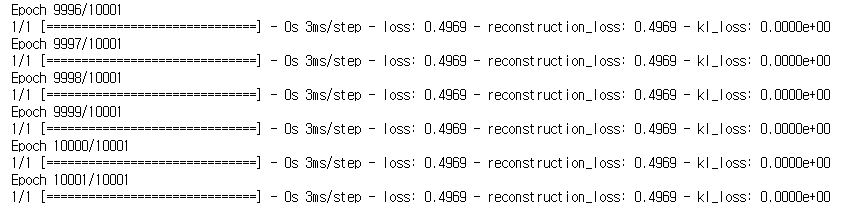 Epoch 9996/10001
1/1 [==============================] - 0s 3ms/step - loss: 0.4969 - reconstruction_loss: 0.4969 - kl_loss: 0.0000e+00
Epoch 9997/10001
1/1 [==============================] - 0s 3ms/step - loss: 0.4969 - reconstruction_loss: 0.4969 - kl_loss: 0.0000e+00
Epoch 9998/10001
1/1 [==============================] - 0s 3ms/step - loss: 0.4969 - reconstruction_loss: 0.4969 - kl_loss: 0.0000e+00
Epoch 9999/10001
1/1 [==============================] - 0s 3ms/step - loss: 0.4969 - reconstruction_loss: 0.4969 - kl_loss: 0.0000e+00
Epoch 10000/10001
1/1 [==============================] - 0s 3ms/step - loss: 0.4969 - reconstruction_loss: 0.4969 - kl_loss: 0.0000e+00
Epoch 10001/10001
1/1 [==============================] - 0s 3ms/step - loss: 0.4969 - reconstruction_loss: 0.4969 - kl_loss: 0.0000e+00